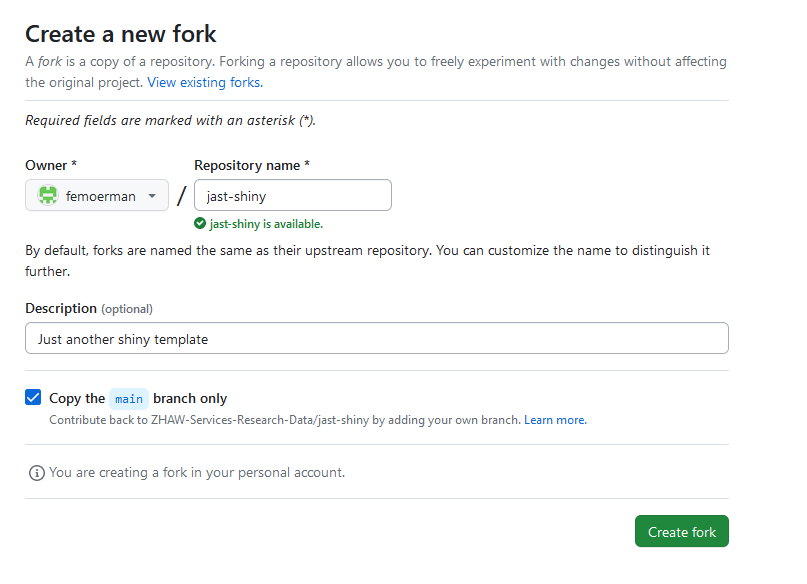 Create a new fork
A fork is a copy of a repository. Forking a repository allows you to freely experiment with changes without affecting
the original project. View existing forks.
Required fields are marked with an asterisk (*).
Owner * Repository name *
femoerman / jast-shiny
jast-shiny is available.
By default, forks are named the same as their upstream repository. You can customize the name to distinguish it
further.
Description (optional)
Just another shiny template
Copy the main branch only
Contribute back to ZHAW-Services-Research-Data/jast-shiny by adding your own branch. Learn more.
You are creating a fork in your personal account.
Create fork